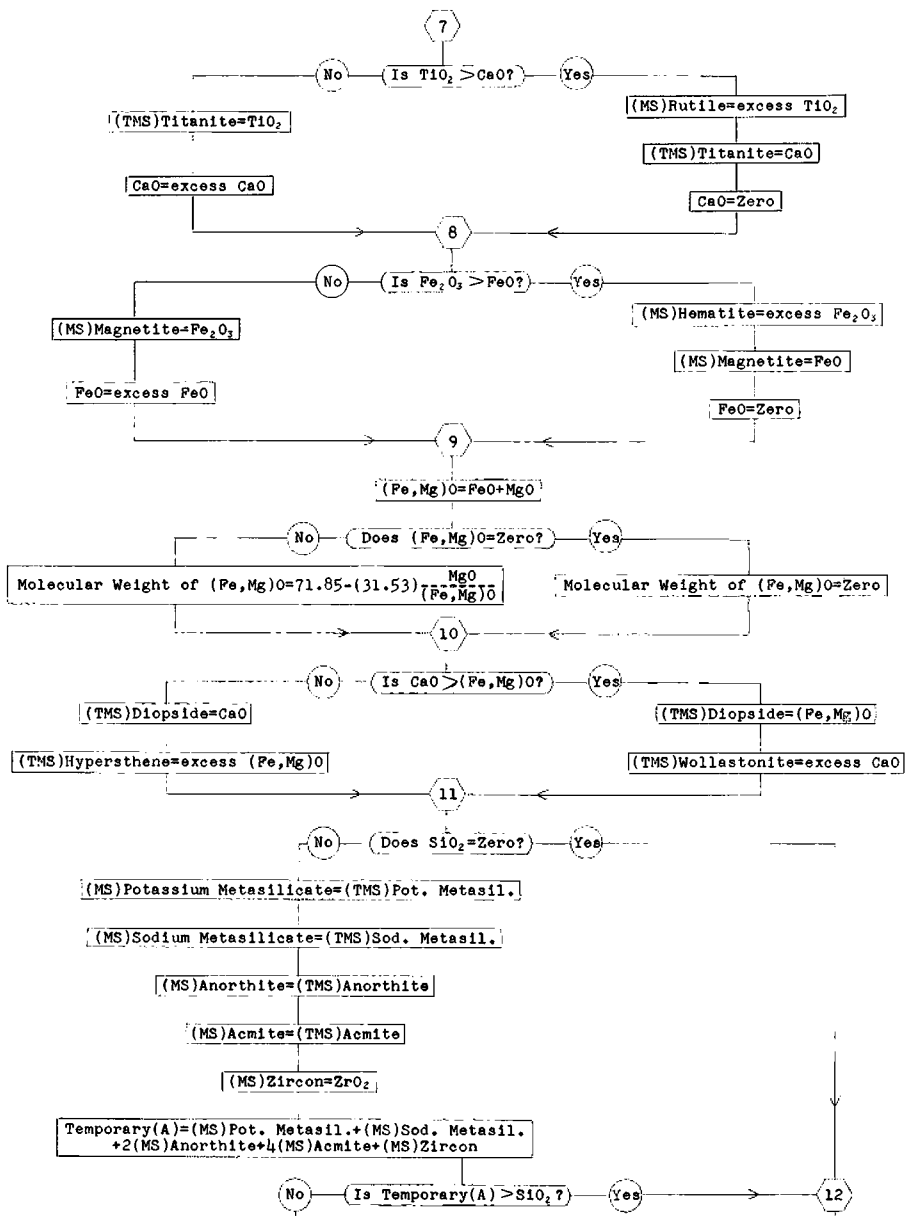 7
No
(Is TiO₂ >CaO?)
Yes
(TMS)Titanite=TiO₂
CaO=excess CaO
(MS)Rutile=excess TiO₂
(TMS)Titanite=CaO
CaO=Zero
8
No
(Is Fe₂O₃ >FeO?)
Yes
(MS)Magnetite=Fe₂O₃
FeO=excess FeO
(MS)Hematite=excess Fe₂O₃
(MS)Magnetite=FeO
FeO=Zero
9
(Fe,Mg)O=FeO+MgO
No
(Does (Fe,Mg)O=Zero?)
Yes
Molecular Weight of (Fe,Mg)O=71.85-(31.53) MgO/(Fe,Mg)O
Molecular Weight of (Fe,Mg)O=Zero
10
No
(Is CaO >(Fe,Mg)O?)
Yes
(TMS)Diopside=CaO
(TMS)Hypersthene=excess (Fe,Mg)O
(TMS)Diopside=(Fe,Mg)O
(TMS)Wollastonite=excess CaO
11
No
(Does SiO₂=Zero?)
Yes
(MS)Potassium Metasilicate=(TMS)Pot. Metasil.
(MS)Sodium Metasilicate=(TMS)Sod. Metasil.
(MS)Anorthite=(TMS)Anorthite
(MS)Acmite=(TMS)Acmite
(MS)Zircon=ZrO₂
Temporary(A)=(MS)Pot. Metasil.+(MS)Sod. Metasil.
+2(MS)Anorthite+4(MS)Acmite+(MS)Zircon
No
(Is Temporary(A) >SiO₂?)
Yes
12